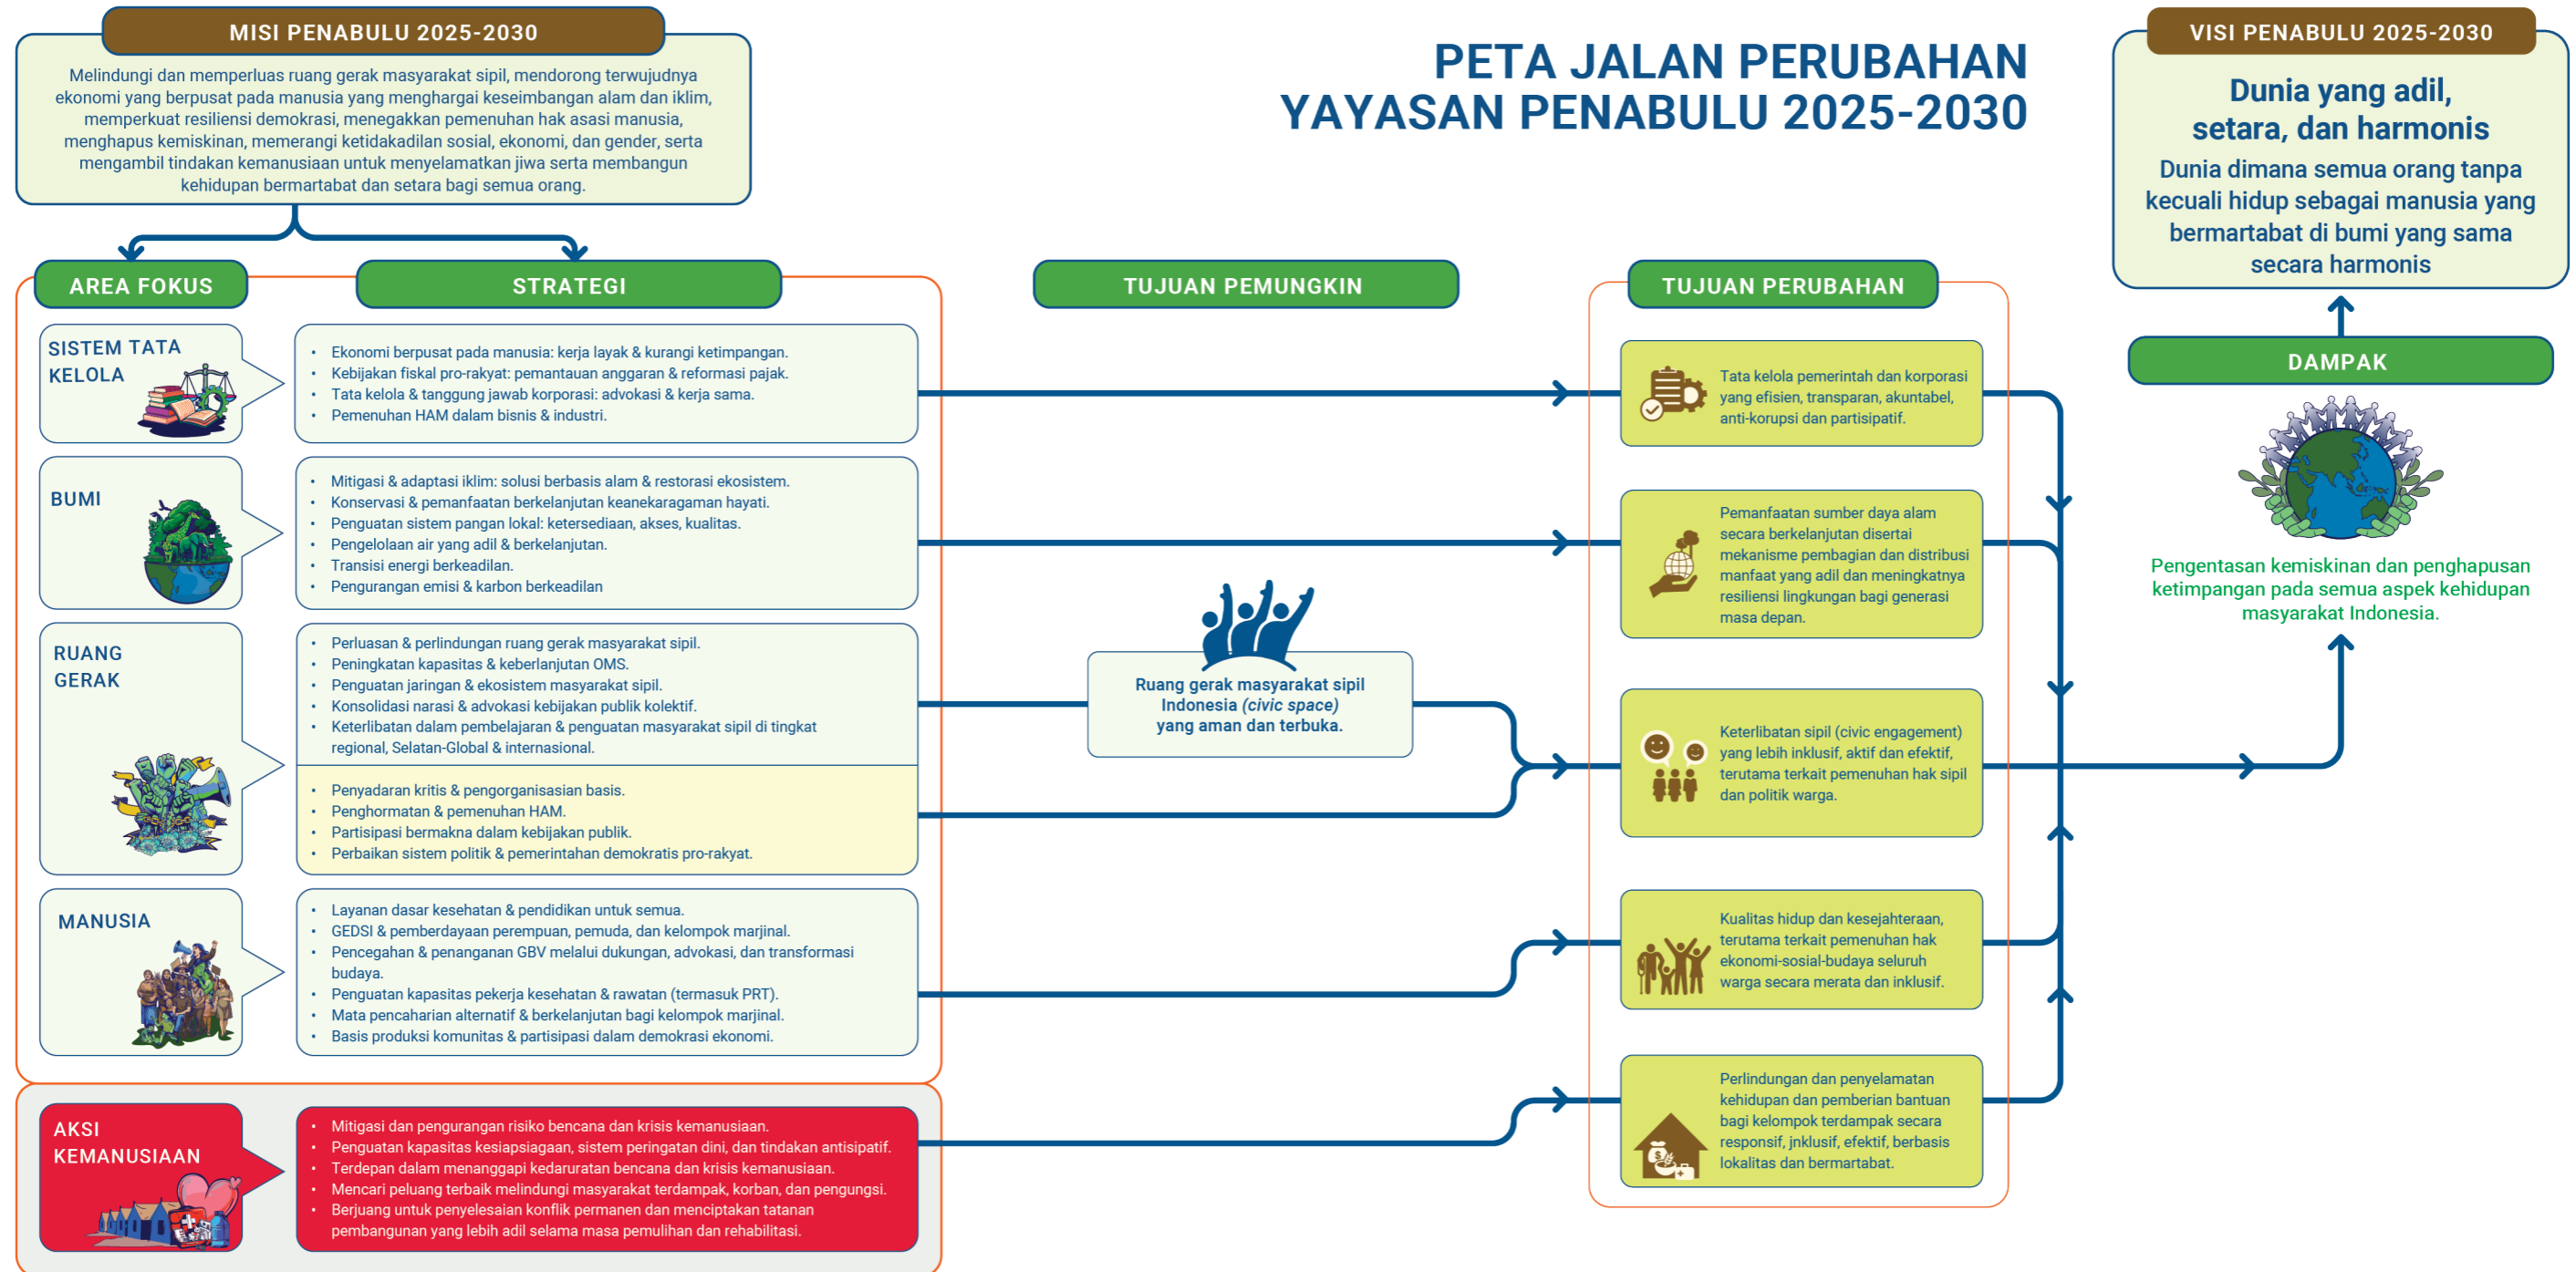 MISI PENABULU 2025-2030
Melindungi dan memperluas ruang gerak masyarakat sipil, mendorong terwujudnya
ekonomi yang berpusat pada manusia yang menghargai keseimbangan alam dan iklim,
memperkuat resiliensi demokrasi, menegakkan pemenuhan hak asasi manusia,
menghapus kemiskinan, memerangi ketidakadilan sosial, ekonomi, dan gender, serta
mengambil tindakan kemanusiaan untuk menyelamatkan jiwa serta membangun
kehidupan bermartabat dan setara bagi semua orang.
PETA JALAN PERUBAHAN
YAYASAN PENABULU 2025-2030
VISI PENABULU 2025-2030
Dunia yang adil,
setara, dan harmonis
Dunia dimana semua orang tanpa
kecuali hidup sebagai manusia yang
bermartabat di bumi yang sama
secara harmonis
AREA FOKUS
STRATEGI
TUJUAN PEMUNGKIN
TUJUAN PERUBAHAN
DAMPAK
SISTEM TATA
KELOLA
• Ekonomi berpusat pada manusia: kerja layak & kurangi ketimpangan.
• Kebijakan fiskal pro-rakyat: pemantauan anggaran & reformasi pajak.
• Tata kelola & tanggung jawab korporasi: advokasi & kerja sama.
• Pemenuhan HAM dalam bisnis & industri.
Tata kelola pemerintah dan korporasi
yang efisien, transparan, akuntabel,
anti-korupsi dan partisipatif.
BUMI
• Mitigasi & adaptasi iklim: solusi berbasis alam & restorasi ekosistem.
• Konservasi & pemanfaatan berkelanjutan keanekaragaman hayati.
• Penguatan sistem pangan lokal: ketersediaan, akses, kualitas.
• Pengelolaan air yang adil & berkelanjutan.
• Transisi energi berkeadilan.
• Pengurangan emisi & karbon berkeadilan
Pemanfaatan sumber daya alam
secara berkelanjutan disertai
mekanisme pembagian dan distribusi
manfaat yang adil dan meningkatnya
resiliensi lingkungan bagi generasi
masa depan.
Pengentasan kemiskinan dan penghapusan
ketimpangan pada semua aspek kehidupan
masyarakat Indonesia.
RUANG
GERAK
• Perluasan & perlindungan ruang gerak masyarakat sipil.
• Peningkatan kapasitas & keberlanjutan OMS.
• Penguatan jaringan & ekosistem masyarakat sipil.
• Konsolidasi narasi & advokasi kebijakan publik kolektif.
• Keterlibatan dalam pembelajaran & penguatan masyarakat sipil di tingkat
regional, Selatan-Global & internasional.
• Penyadaran kritis & pengorganisasian basis.
• Penghormatan & pemenuhan HAM.
• Partisipasi bermakna dalam kebijakan publik.
• Perbaikan sistem politik & pemerintahan demokratis pro-rakyat.
Ruang gerak masyarakat sipil
Indonesia (civic space)
yang aman dan terbuka.
Keterlibatan sipil (civic engagement)
yang lebih inklusif, aktif dan efektif,
terutama terkait pemenuhan hak sipil
dan politik warga.
MANUSIA
• Layanan dasar kesehatan & pendidikan untuk semua.
• GEDSI & pemberdayaan perempuan, pemuda, dan kelompok marjinal.
• Pencegahan & penanganan GBV melalui dukungan, advokasi, dan transformasi
budaya.
• Penguatan kapasitas pekerja kesehatan & rawatan (termasuk PRT).
• Mata pencaharian alternatif & berkelanjutan bagi kelompok marjinal.
• Basis produksi komunitas & partisipasi dalam demokrasi ekonomi.
Kualitas hidup dan kesejahteraan,
terutama terkait pemenuhan hak
ekonomi-sosial-budaya seluruh
warga secara merata dan inklusif.
AKSI
KEMANUSIAAN
• Mitigasi dan pengurangan risiko bencana dan krisis kemanusiaan.
• Penguatan kapasitas kesiapsiagaan, sistem peringatan dini, dan tindakan antisipatif.
• Terdepan dalam menanggapi kedaruratan bencana dan krisis kemanusiaan.
• Mencari peluang terbaik melindungi masyarakat terdampak, korban, dan pengungsi.
• Berjuang untuk penyelesaian konflik permanen dan menciptakan tatanan
pembangunan yang lebih adil selama masa pemulihan dan rehabilitasi.
Perlindungan dan penyelamatan
kehidupan dan pemberian bantuan
bagi kelompok terdampak secara
responsif, jnklusif, efektif, berbasis
lokalitas dan bermartabat.